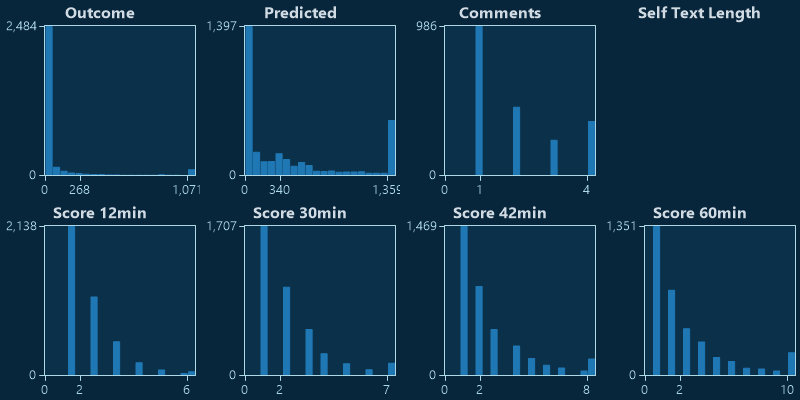 Outcome
2,484
0
0 268 1,071
Predicted
1,397
0
0 340 1,359
Comments
986
0
0 1 4
Self Text Length
Score 12min
2,138
0
0 2 6
Score 30min
1,707
0
0 2 7
Score 42min
1,469
0
0 2 8
Score 60min
1,351
0
0 2 10